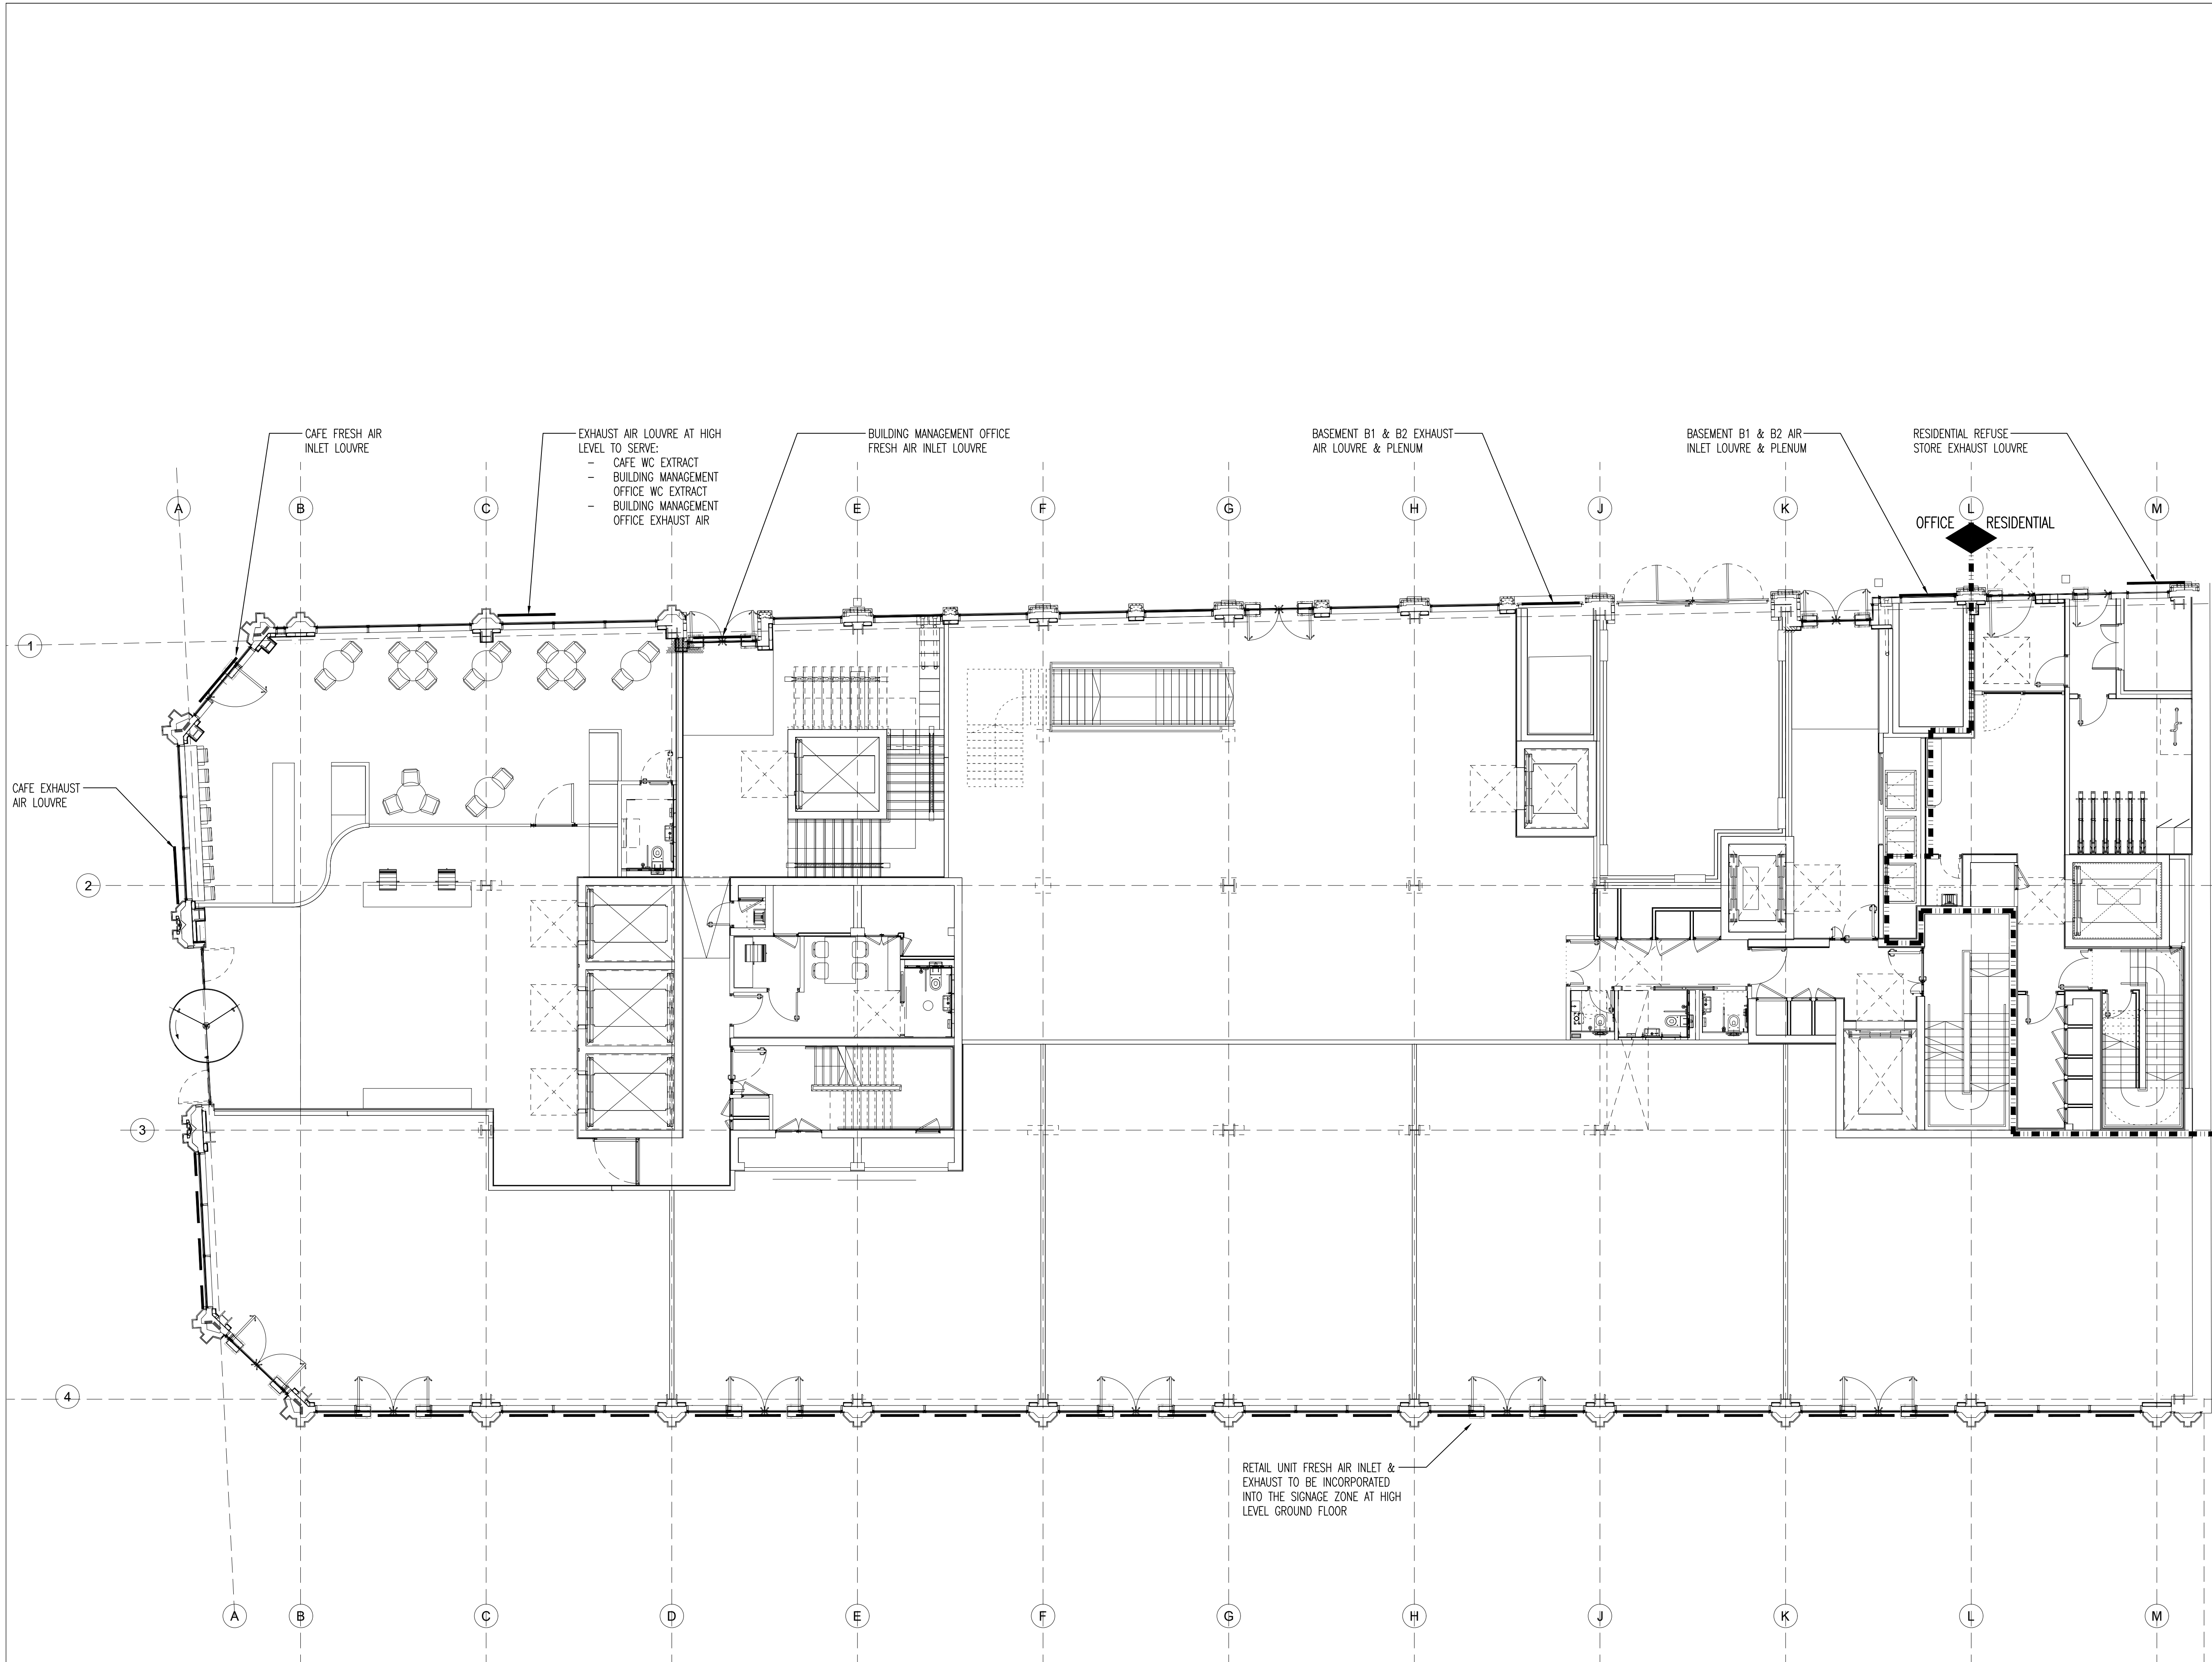 CAFE FRESH AIR
INLET LOUVRE
EXHAUST AIR LOUVRE AT HIGH
LEVEL TO SERVE:
- CAFE WC EXTRACT
- BUILDING MANAGEMENT
OFFICE WC EXTRACT
- BUILDING MANAGEMENT
OFFICE EXHAUST AIR
BUILDING MANAGEMENT OFFICE
FRESH AIR INLET LOUVRE
BASEMENT B1 & B2 EXHAUST
AIR LOUVRE & PLENUM
BASEMENT B1 & B2 AIR
INLET LOUVRE & PLENUM
RESIDENTIAL REFUSE
STORE EXHAUST LOUVRE
A
B
C
E
F
G
H
J
K
L
M
OFFICE
RESIDENTIAL
1
CAFE EXHAUST
AIR LOUVRE
2
3
4
RETAIL UNIT FRESH AIR INLET &
EXHAUST TO BE INCORPORATED
INTO THE SIGNAGE ZONE AT HIGH
LEVEL GROUND FLOOR
A
B
C
D
E
F
G
H
J
K
L
M